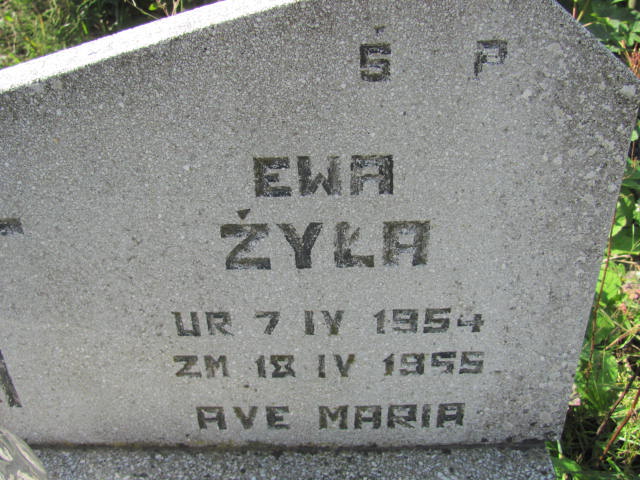 Ś P
EWA
ŻYŁA
UR 7 IV 1954
ZM 18 IV 1955
AVE MARIA